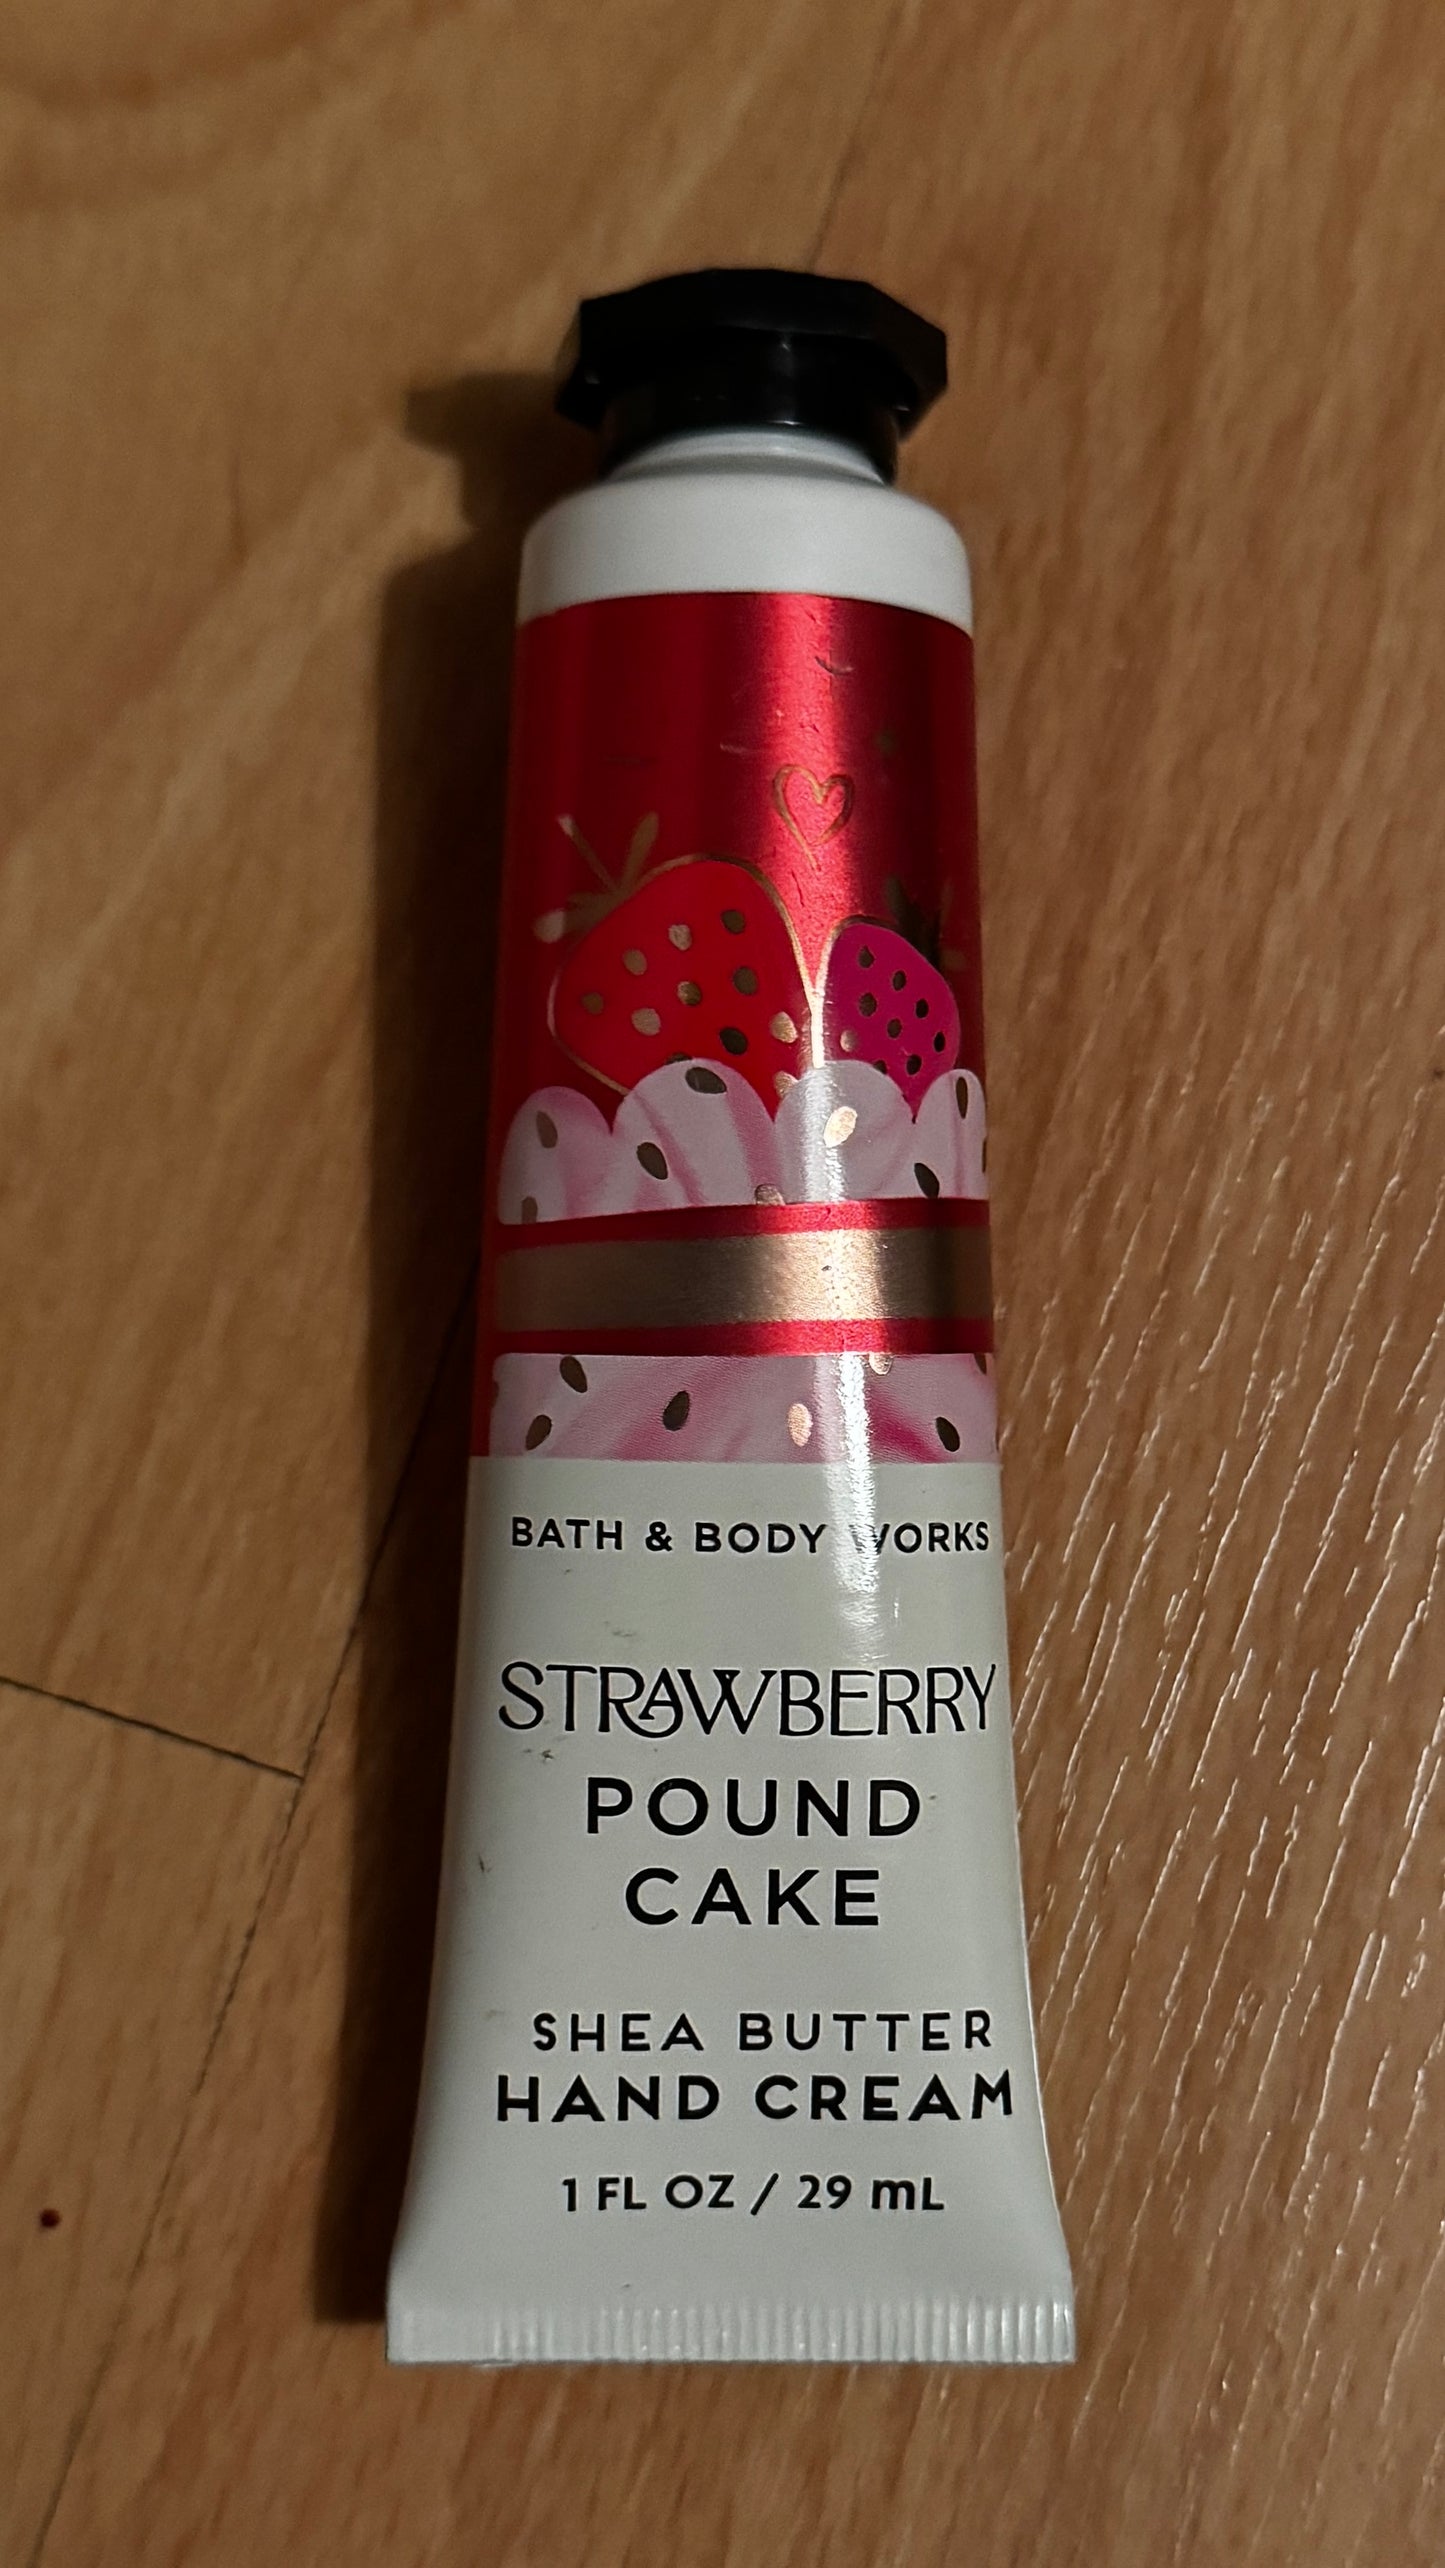 BATH & BODY WORKS
STRAWBERRY
POUND
CAKE
SHEA BUTTER
HAND CREAM
1 FL OZ / 29 mL